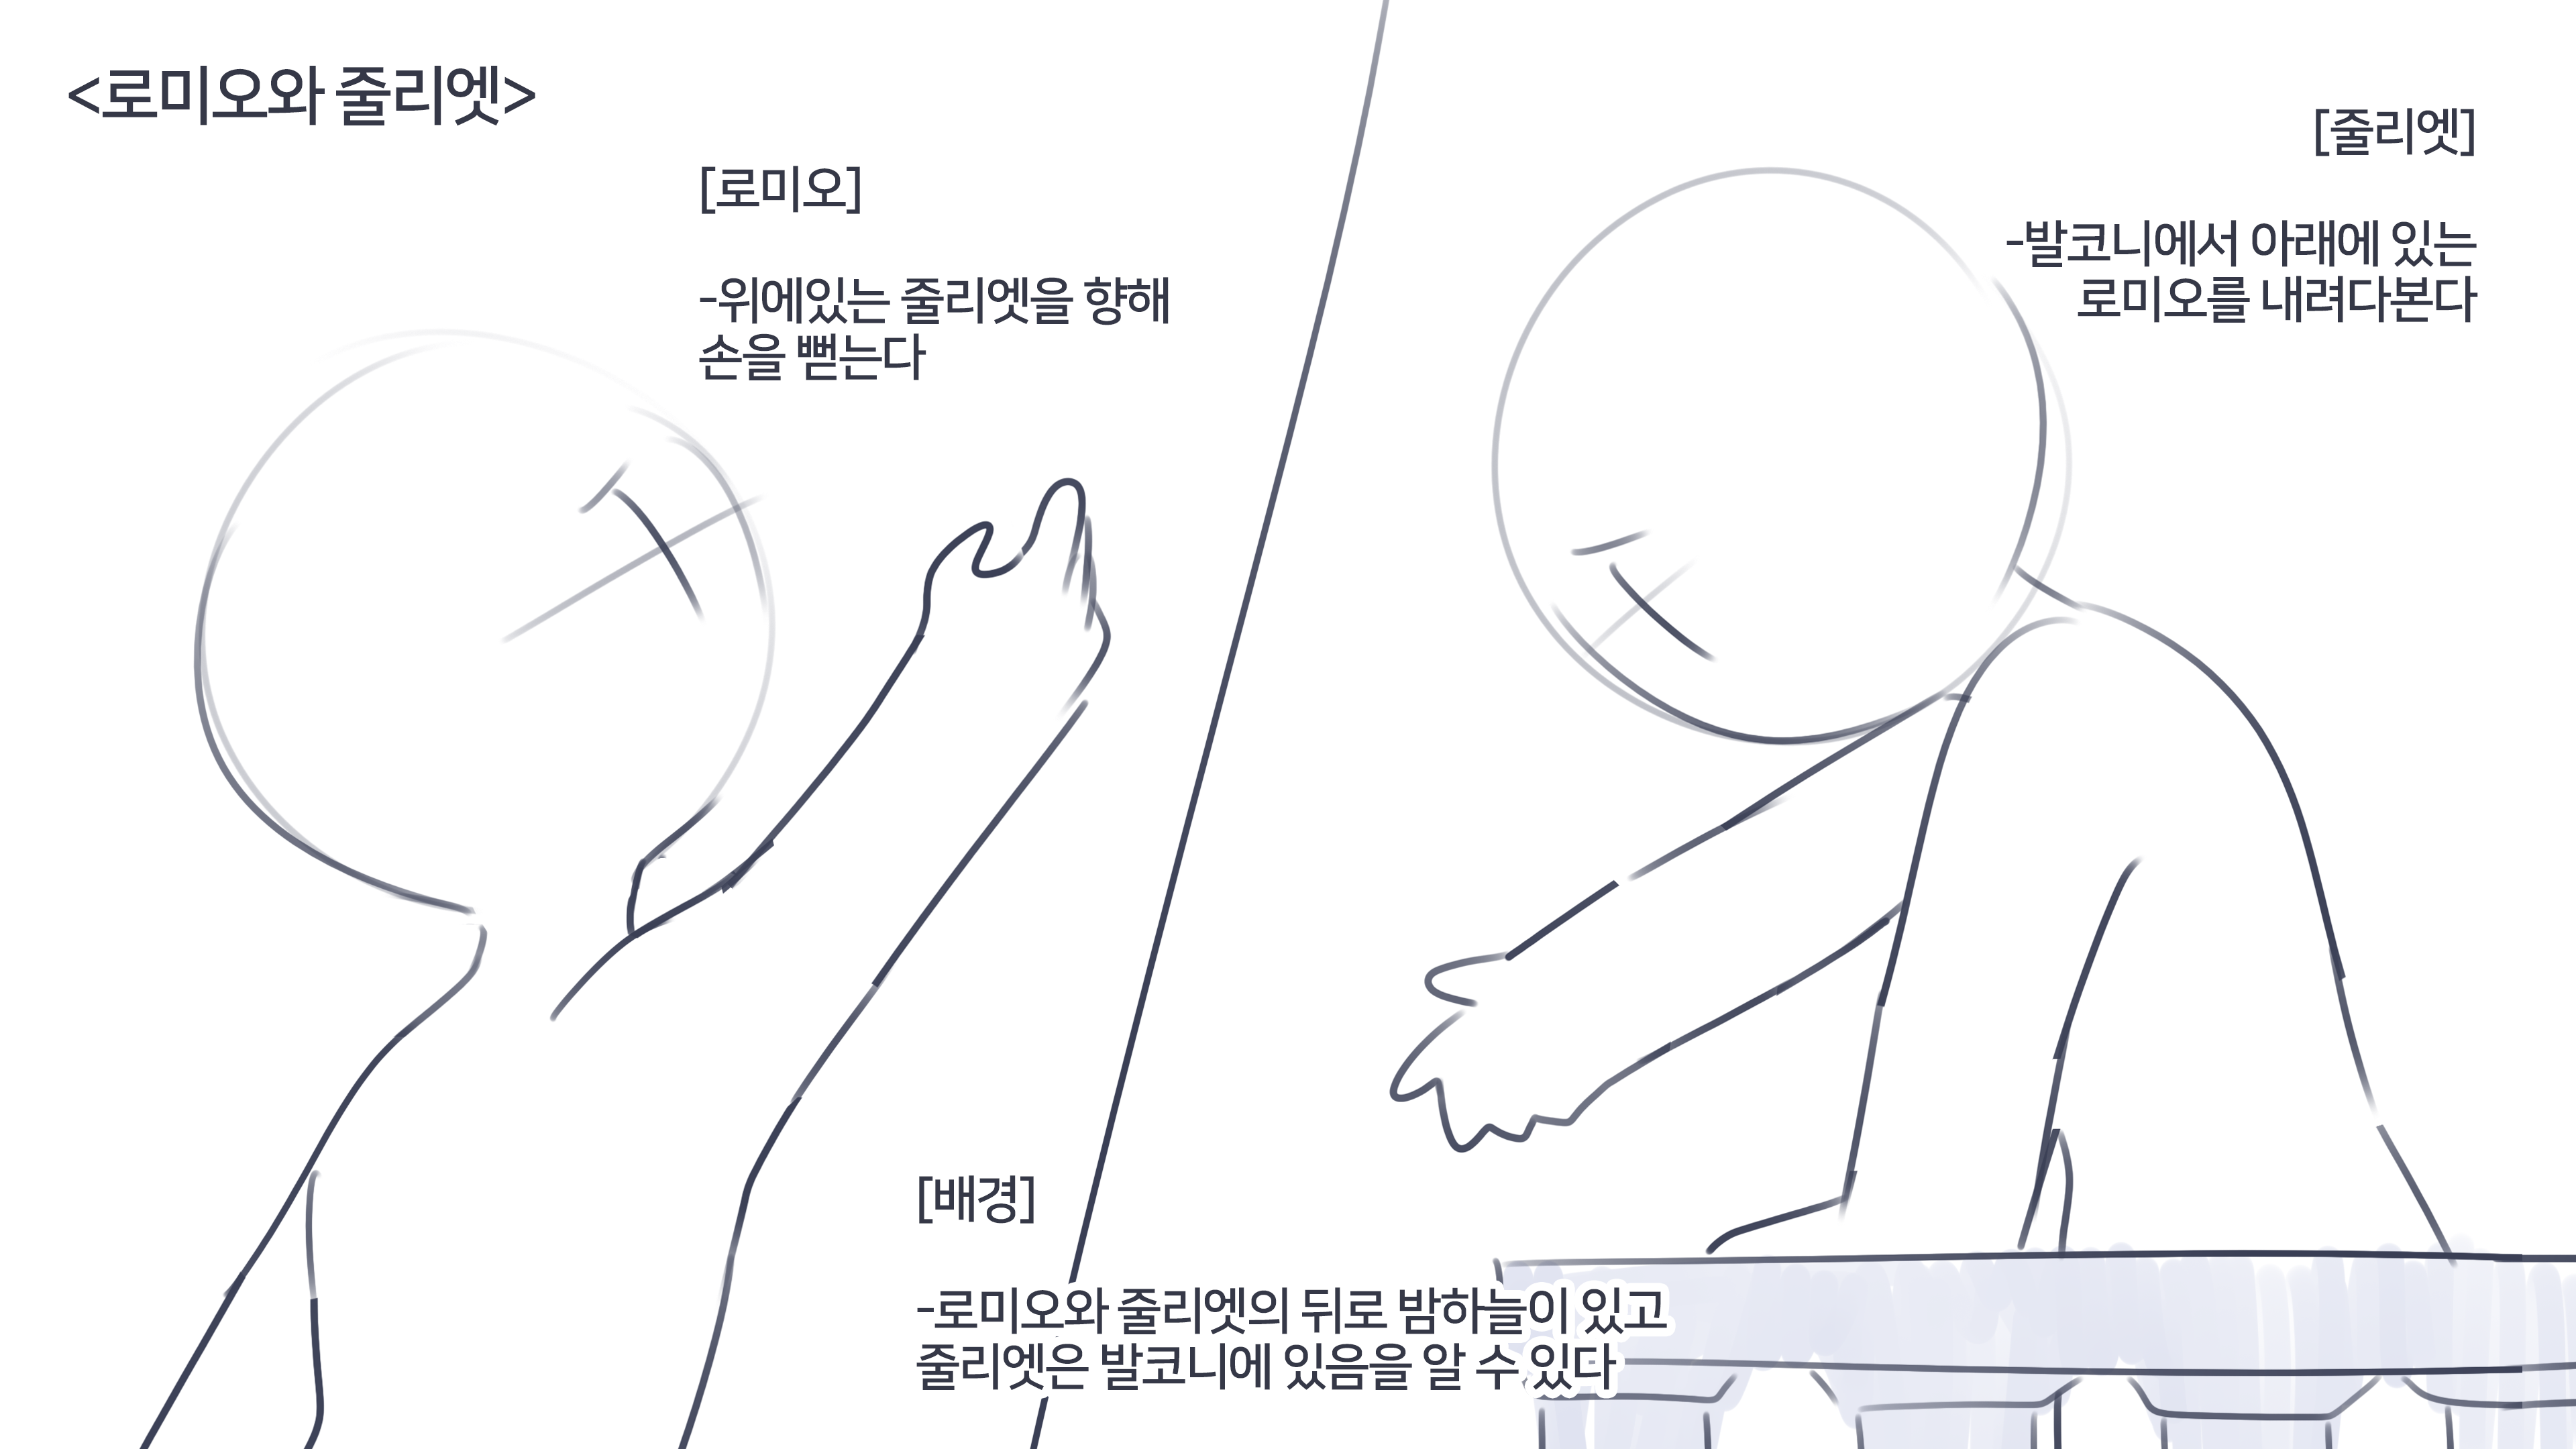 <로미오와 줄리엣>
[로미오]
-위에있는 줄리엣을 향해
손을 뻗는다
[줄리엣]
-발코니에서 아래에 있는
로미오를 내려다본다
[배경]
-로미오와 줄리엣의 뒤로 밤하늘이 있고
줄리엣은 발코니에 있음을 알 수 있다